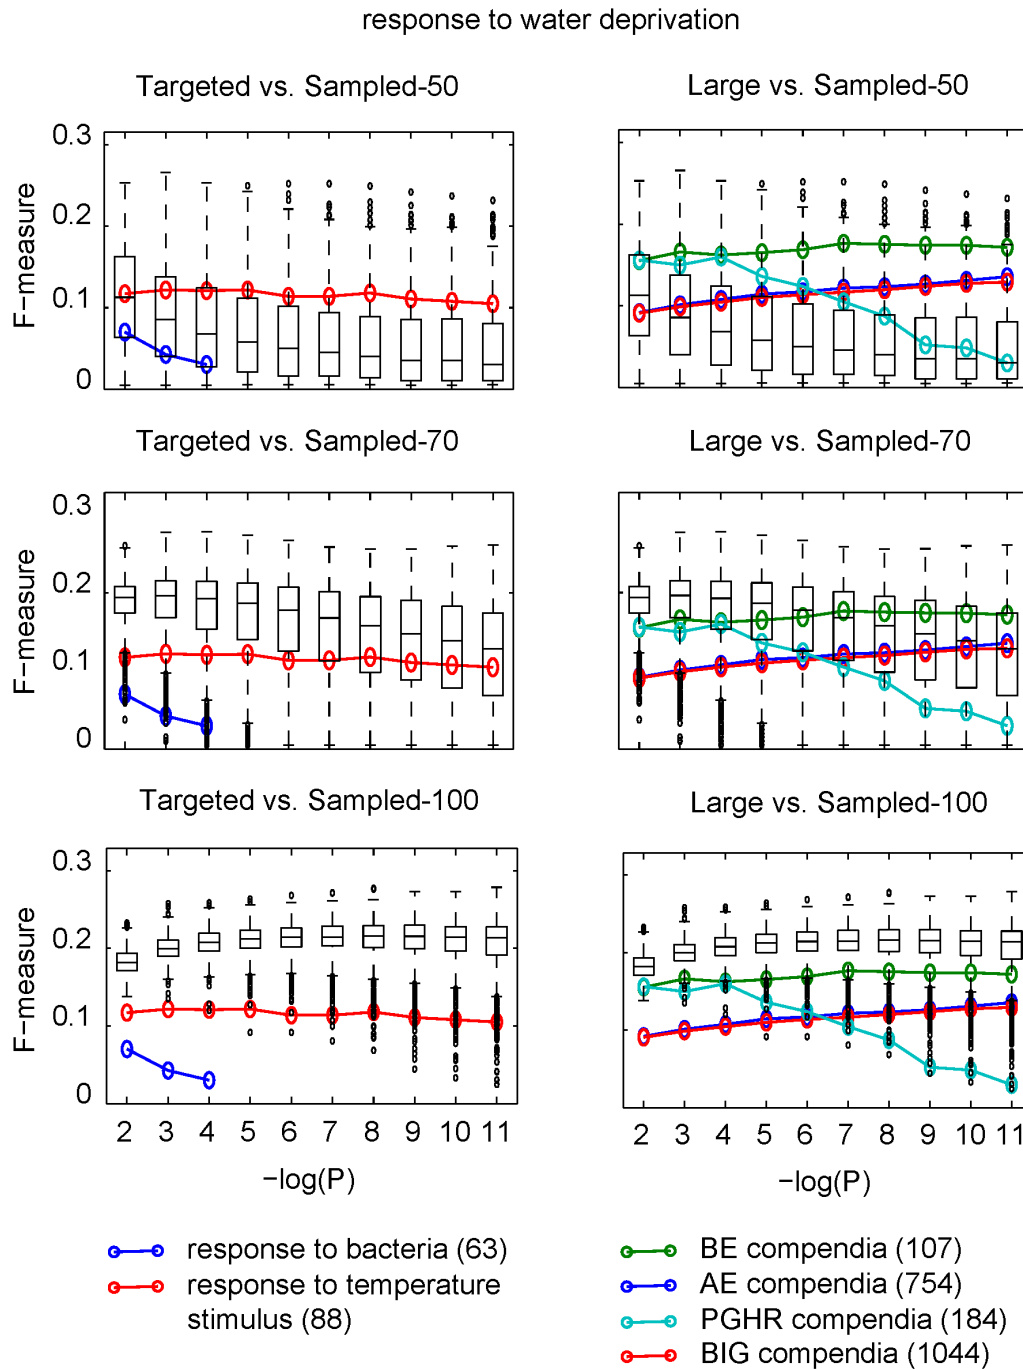 response to water deprivation
Targeted vs. Sampled-50
Large vs. Sampled-50
F-measure
0.3
0.2
0.1
0
Targeted vs. Sampled-70
Large vs. Sampled-70
F-measure
0.3
0.2
0.1
0
Targeted vs. Sampled-100
Large vs. Sampled-100
F-measure
0.3
0.2
0.1
0
2 3 4 5 6 7 8 9 10 11
2 3 4 5 6 7 8 9 10 11
−log(P)
−log(P)
response to bacteria (63)
response to temperature
stimulus (88)
BE compendia (107)
AE compendia (754)
PGHR compendia (184)
BIG compendia (1044)